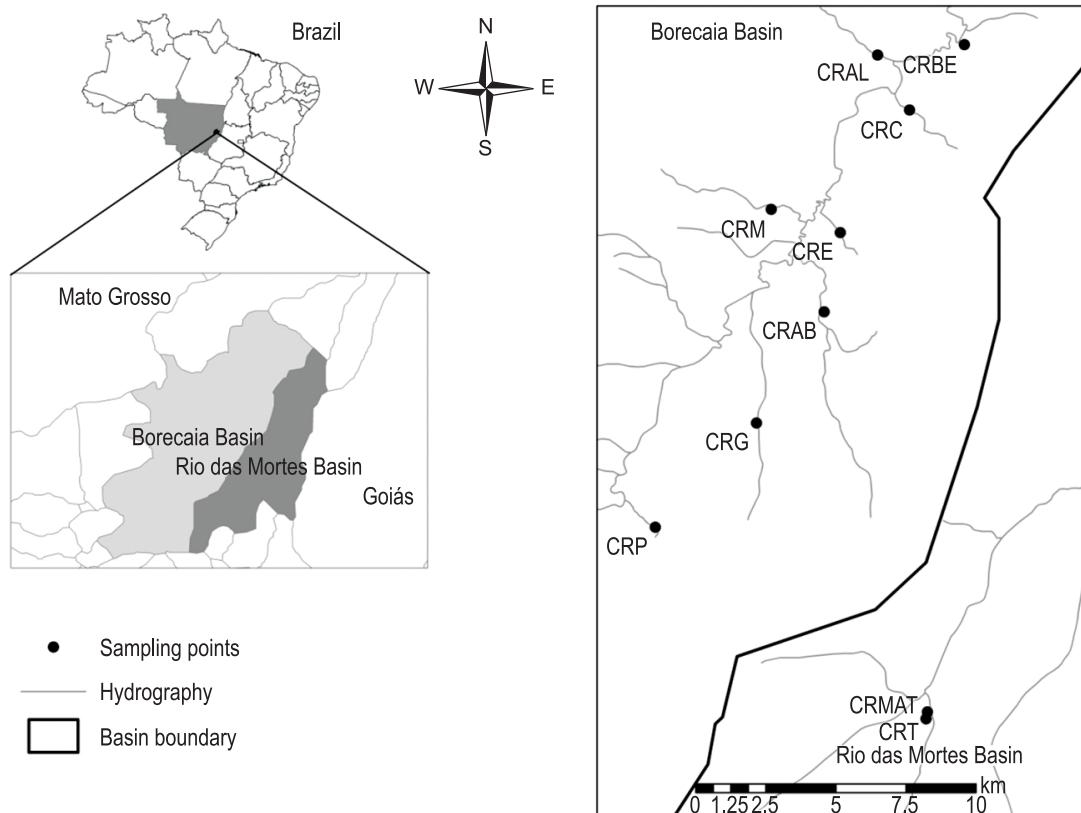 Brazil
N
W
E
S
Mato Grosso
Borecaia Basin
Rio das Mortes Basin
Goiás
Sampling points
Hydrography
Basin boundary
Borecaia Basin
CRAL
CRBE
CRC
CRM
CRE
CRAB
CRG
CRP
CRMAT
CRT
Rio das Mortes Basin
km
0 1,25 2,5 5 7,5 10